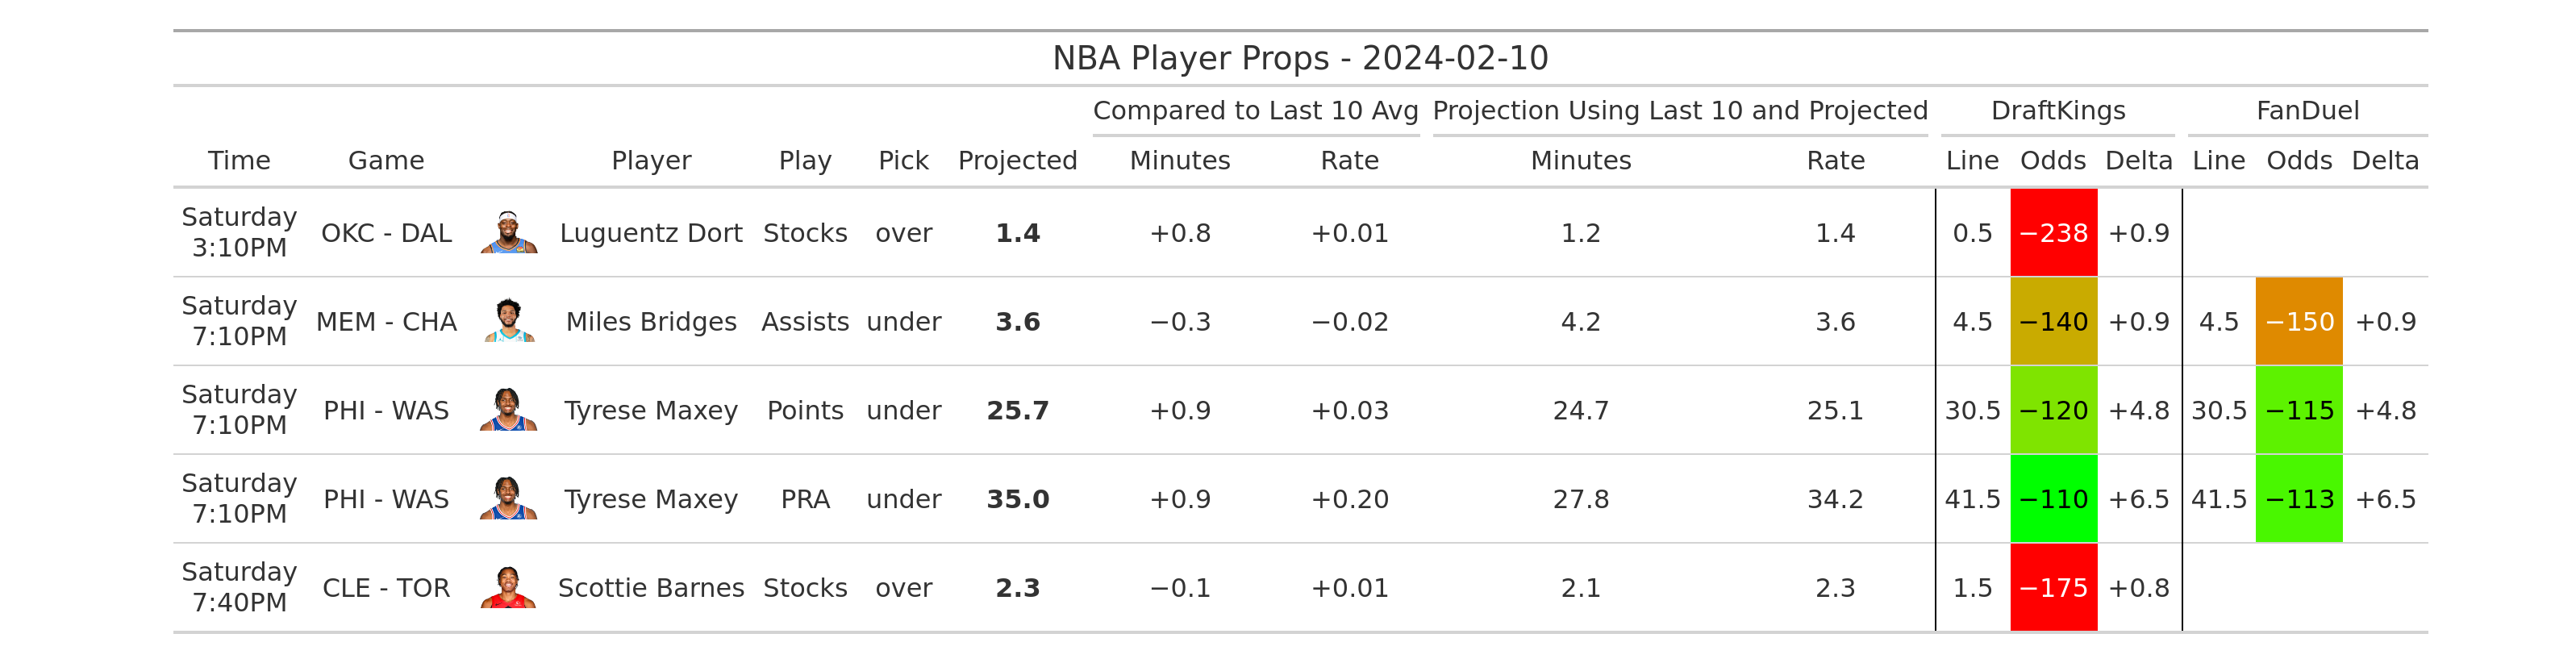 NBA Player Props - 2024-02-10
Compared to Last 10 Avg Projection Using Last 10 and Projected DraftKings FanDuel
Time Game Player Play Pick Projected Minutes Rate Minutes Rate Line Odds Delta Line Odds Delta
Saturday
3:10PM OKC - DAL Luguentz Dort Stocks over 1.4 +0.8 +0.01 1.2 1.4 0.5 −238 +0.9
Saturday
7:10PM MEM - CHA Miles Bridges Assists under 3.6 −0.3 −0.02 4.2 3.6 4.5 −140 +0.9 4.5 −150 +0.9
Saturday
7:10PM PHI - WAS Tyrese Maxey Points under 25.7 +0.9 +0.03 24.7 25.1 30.5 −120 +4.8 30.5 −115 +4.8
Saturday
7:10PM PHI - WAS Tyrese Maxey PRA under 35.0 +0.9 +0.20 27.8 34.2 41.5 −110 +6.5 41.5 −113 +6.5
Saturday
7:40PM CLE - TOR Scottie Barnes Stocks over 2.3 −0.1 +0.01 2.1 2.3 1.5 −175 +0.8